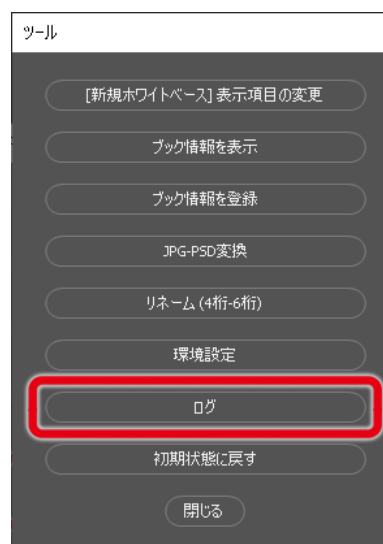 ツール
[新規ホワイトベース] 表示項目の変更
ブック情報を表示
ブック情報を登録
JPG-PSD変換
リネーム (4桁-6桁)
環境設定
ログ
初期状態に戻す
閉じる